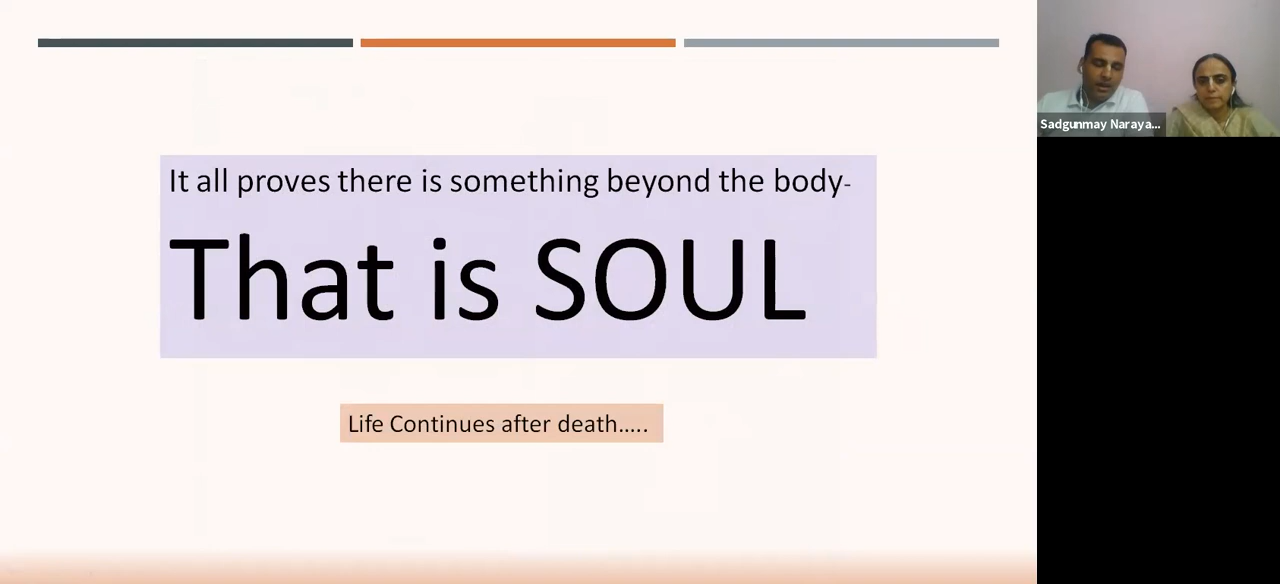 It all proves there is something beyond the body-
That is SOUL
Life Continues after death.....
Sadgunmay Naraya...